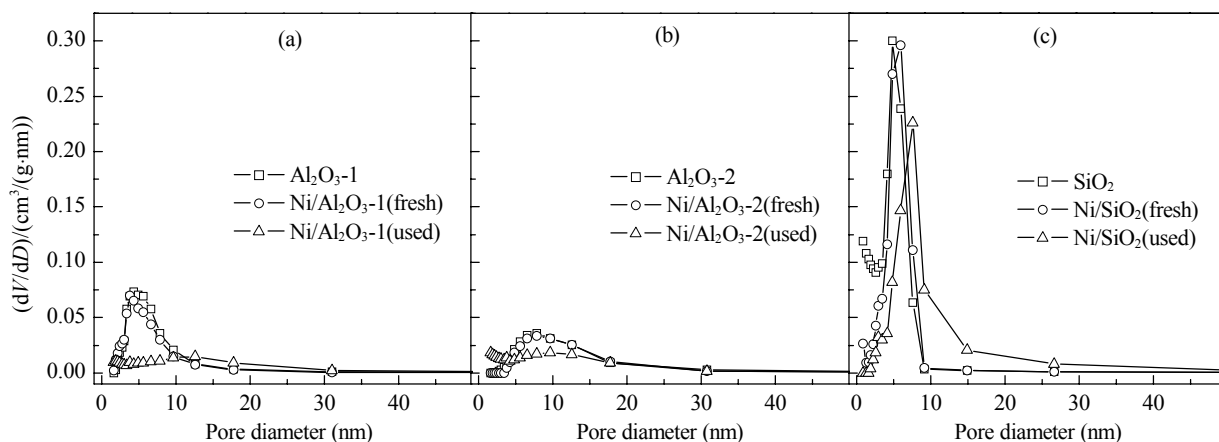 (a) (b) (c)
0.30
0.25
0.20
0.15
0.10
0.05
0.00
(dV/dD)/(cm³/(g·nm))
Al₂O₃-1
Ni/Al₂O₃-1(fresh)
Ni/Al₂O₃-1(used)
Al₂O₃-2
Ni/Al₂O₃-2(fresh)
Ni/Al₂O₃-2(used)
SiO₂
Ni/SiO₂(fresh)
Ni/SiO₂(used)
0 10 20 30 40 0 10 20 30 40 0 10 20 30 40 50
Pore diameter (nm) Pore diameter (nm) Pore diameter (nm)